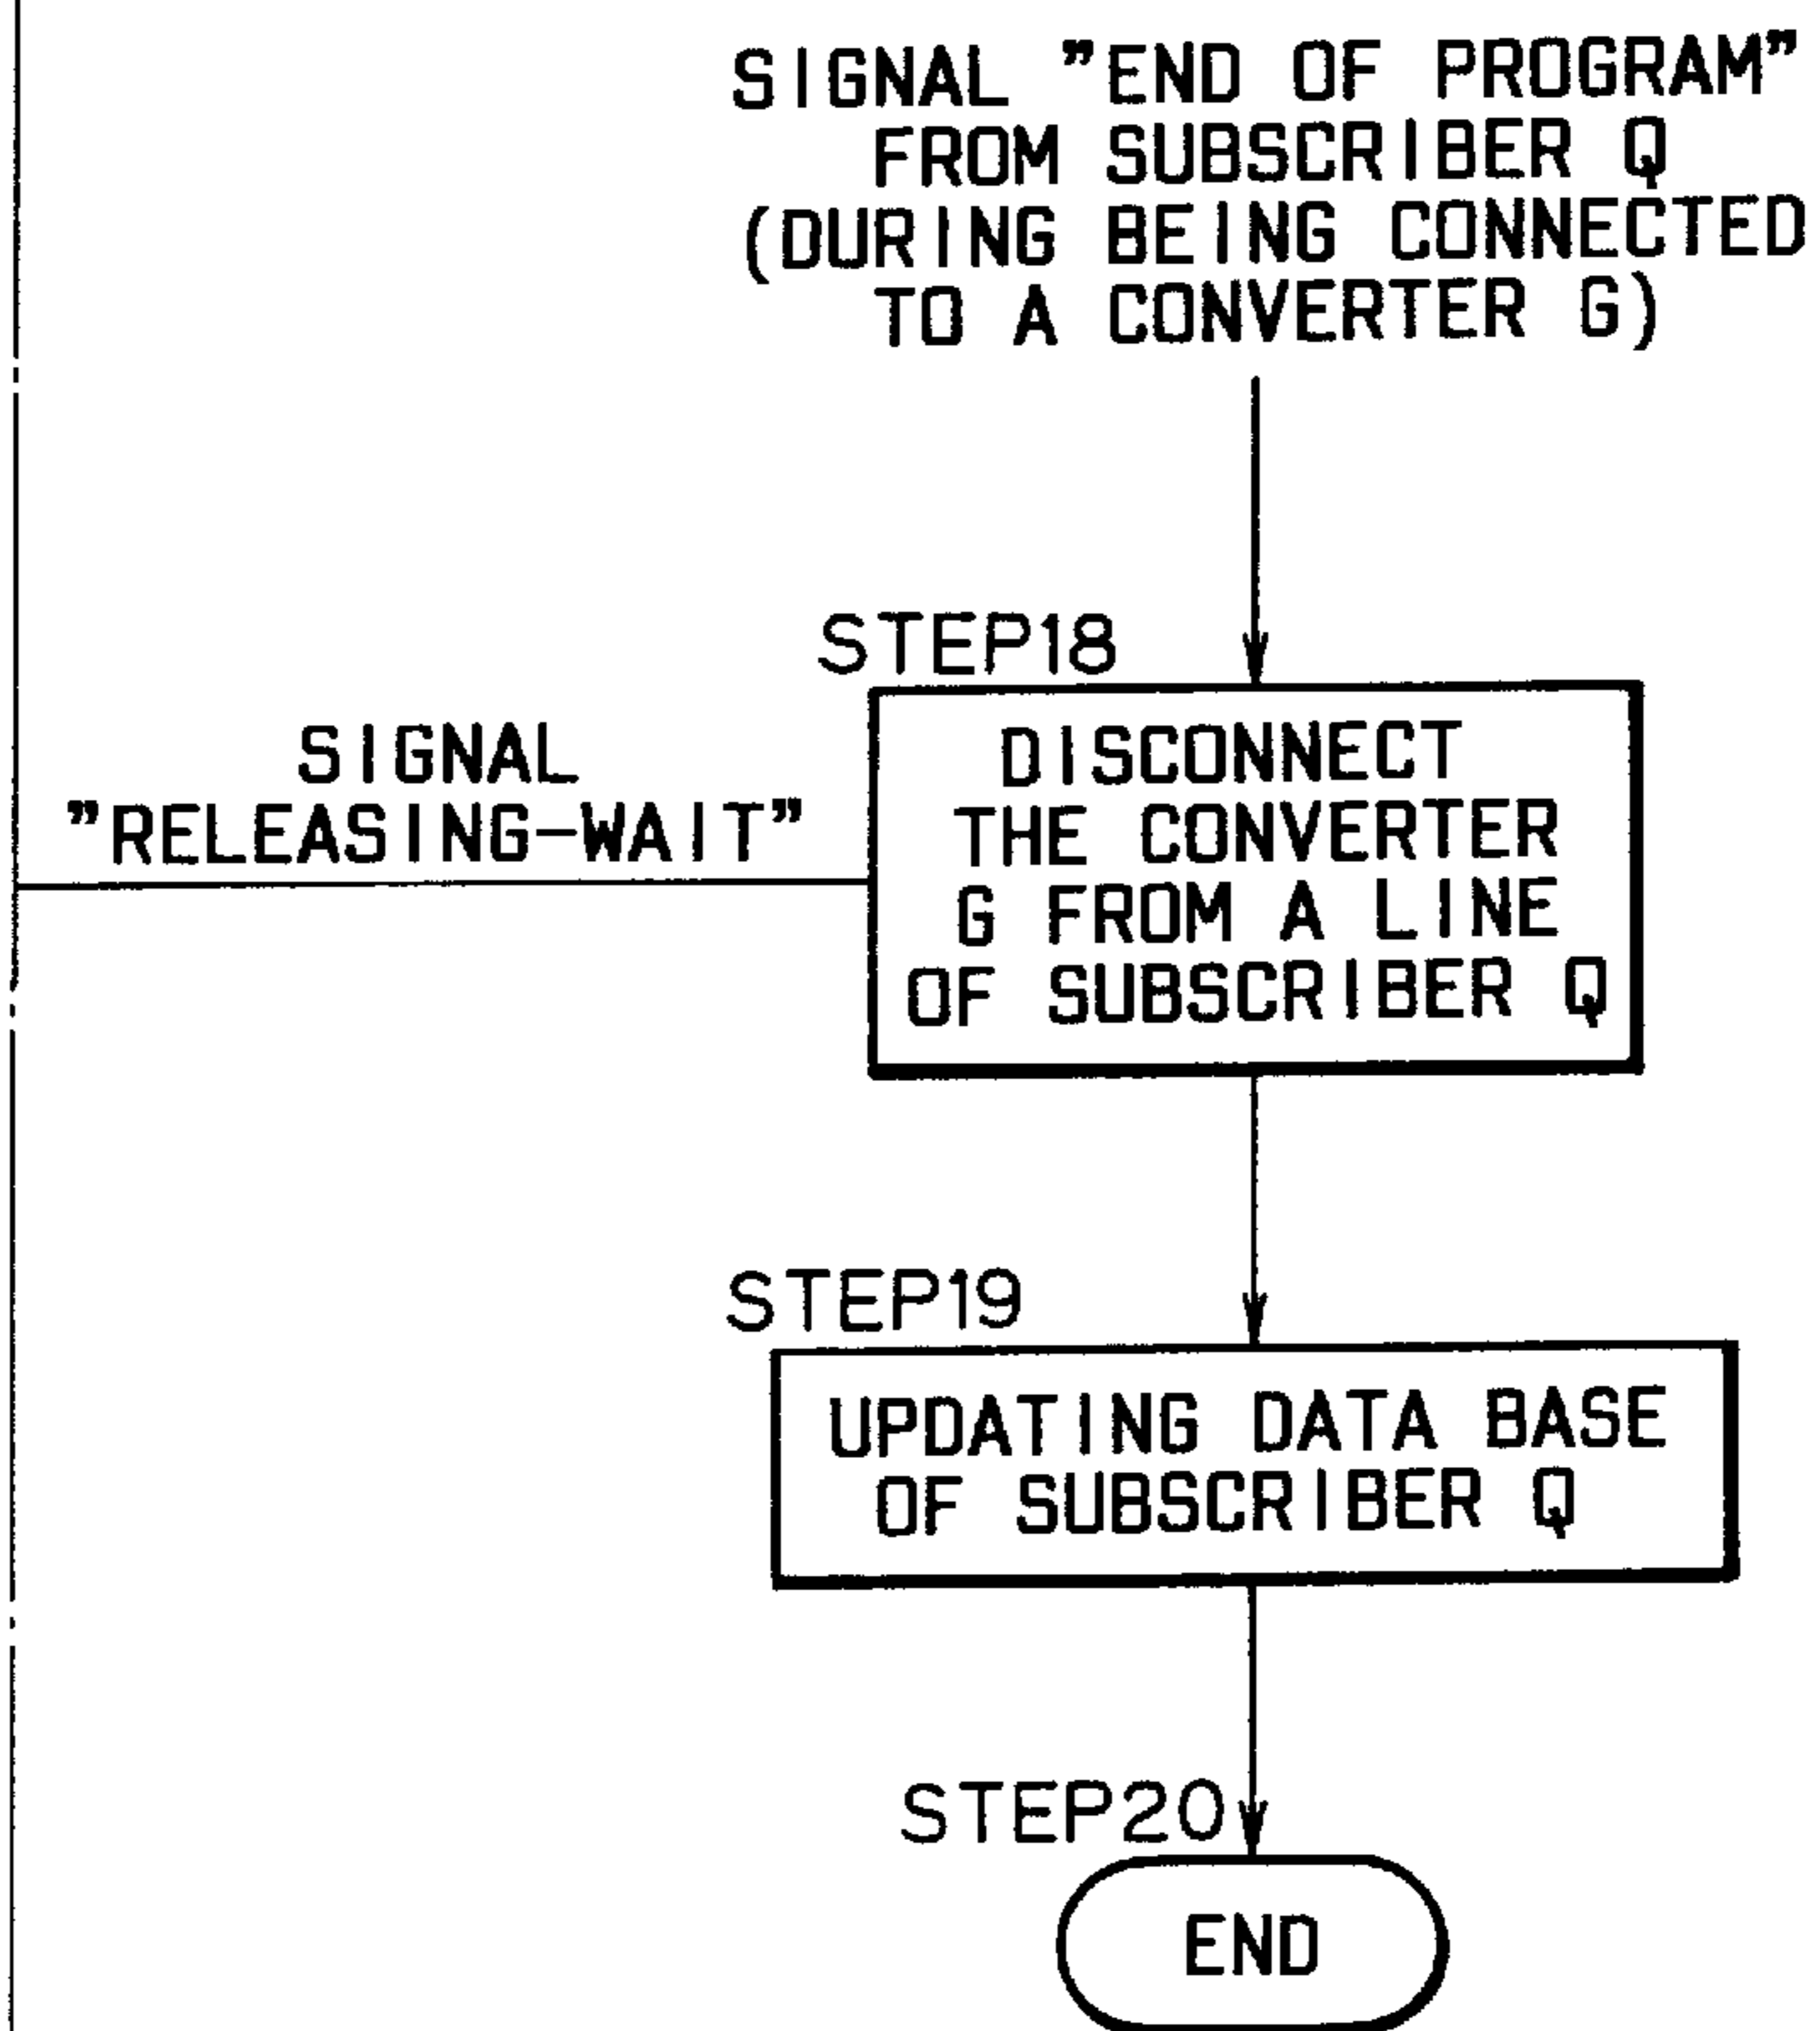 SIGNAL "END OF PROGRAM"
FROM SUBSCRIBER Q
(DURING BEING CONNECTED
TO A CONVERTER G)
STEP18
SIGNAL
"RELEASING-WAIT"
DISCONNECT
THE CONVERTER
G FROM A LINE
OF SUBSCRIBER Q
STEP19
UPDATING DATA BASE
OF SUBSCRIBER Q
STEP20
END